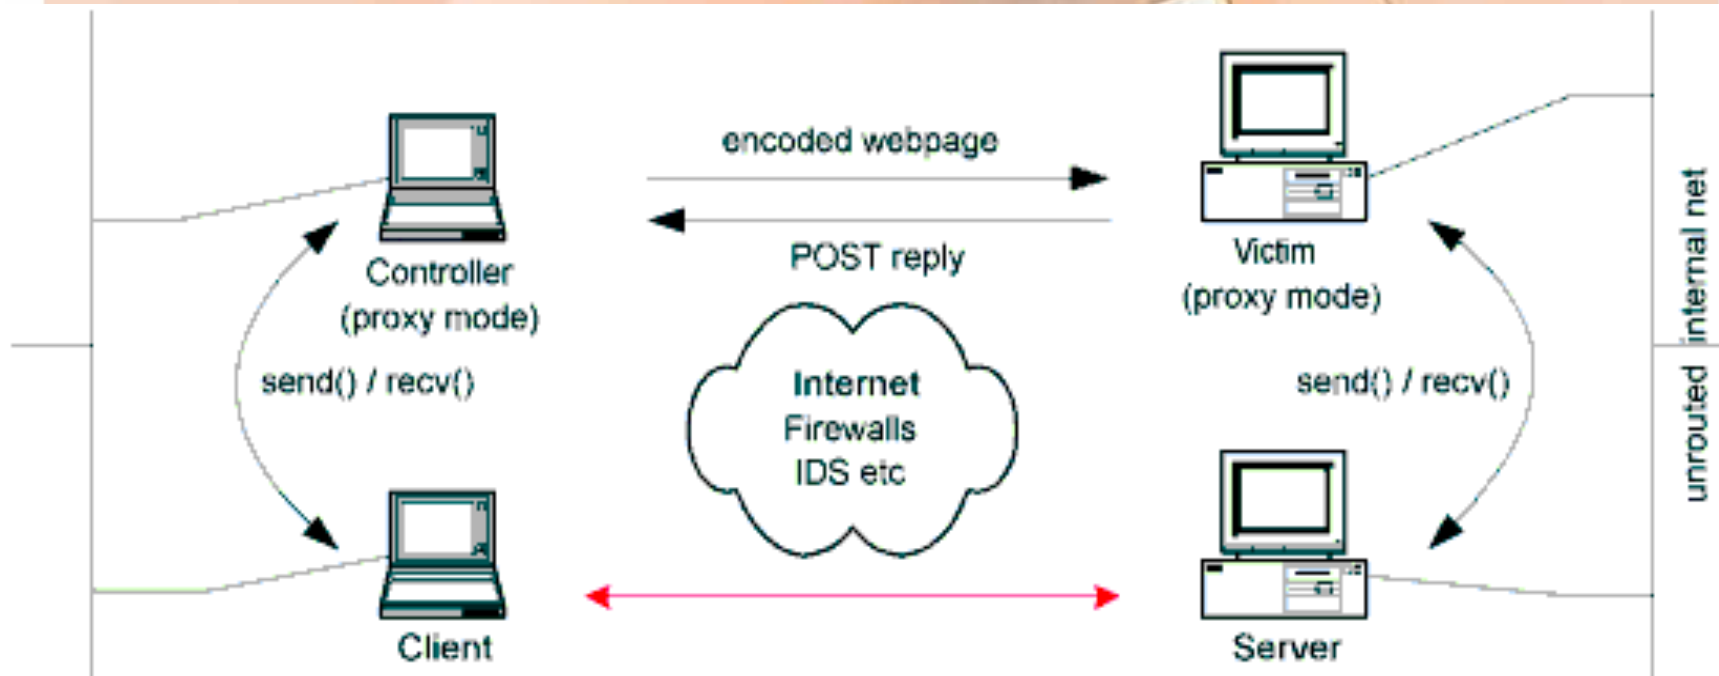 encoded webpage
POST reply
Controller
(proxy mode)
Victim
(proxy mode)
send() / recv()
Internet
Firewalls
IDS etc
send() / recv()
Client
Server
unrouted internal net